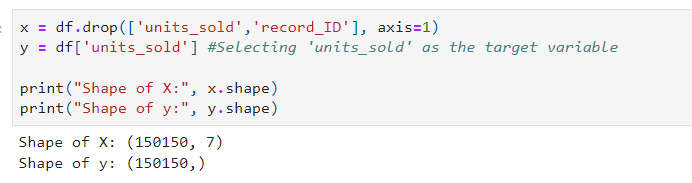 x = df.drop(['units_sold','record_ID'], axis=1)
y = df['units_sold'] #Selecting 'units_sold' as the target variable
print("Shape of X:", x.shape)
print("Shape of y:", y.shape)
Shape of X: (150150, 7)
Shape of y: (150150,)